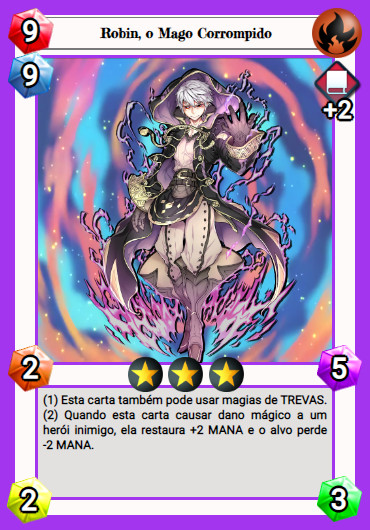 9
Robin, o Mago Corrompido
9
+2
2
5
(1) Esta carta também pode usar magias de TREVAS.
(2) Quando esta carta causar dano mágico a um
herói inimigo, ela restaura +2 MANA e o alvo perde
-2 MANA.
2
3